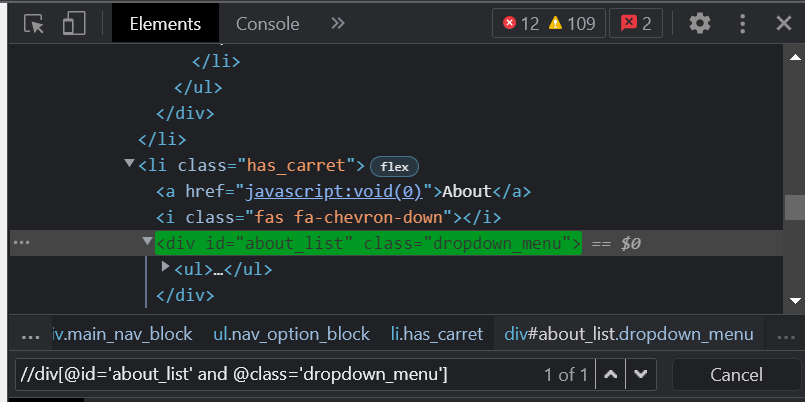 Elements Console 12 109 2
</li>
</ul>
</div>
</li>
<li class="has_carret"> flex
<a href="javascript:void(0)">About</a>
<i class="fas fa-chevron-down"></i>
... <div id="about_list" class="dropdown_menu"> == $0
<ul>…</ul>
</div>
... iv.main_nav_block ul.nav_option_block li.has_carret div#about_list.dropdown_menu ...
//div[@id='about_list' and @class='dropdown_menu'] 1 of 1 Cancel